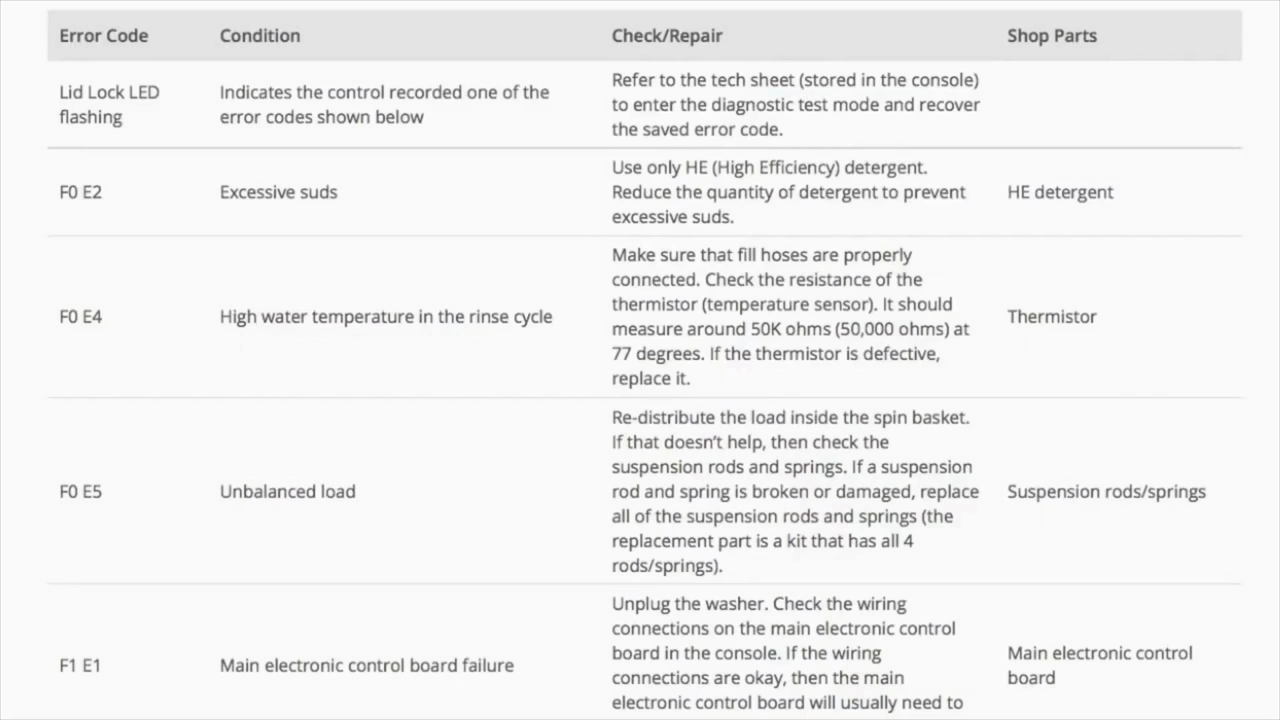 Error Code Condition Check/Repair Shop Parts
Lid Lock LED
flashing
Indicates the control recorded one of the
error codes shown below
Refer to the tech sheet (stored in the console)
to enter the diagnostic test mode and recover
the saved error code.
F0 E2
Excessive suds
Use only HE (High Efficiency) detergent.
Reduce the quantity of detergent to prevent
excessive suds.
HE detergent
F0 E4
High water temperature in the rinse cycle
Make sure that fill hoses are properly
connected. Check the resistance of the
thermistor (temperature sensor). It should
measure around 50K ohms (50,000 ohms) at
77 degrees. If the thermistor is defective,
replace it.
Thermistor
F0 E5
Unbalanced load
Re-distribute the load inside the spin basket.
If that doesn't help, then check the
suspension rods and springs. If a suspension
rod and spring is broken or damaged, replace
all of the suspension rods and springs (the
replacement part is a kit that has all 4
rods/springs).
Suspension rods/springs
F1 E1
Main electronic control board failure
Unplug the washer. Check the wiring
connections on the main electronic control
board in the console. If the wiring
connections are okay, then the main
electronic control board will usually need to
Main electronic control
board